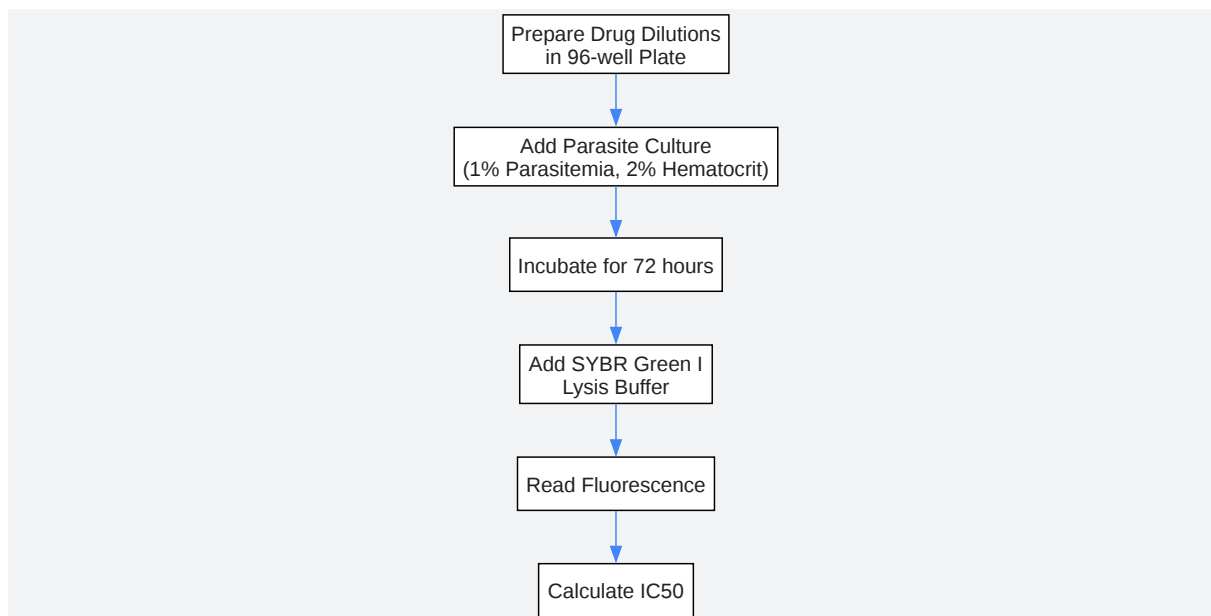 Prepare Drug Dilutions
in 96-well Plate
Add Parasite Culture
(1% Parasitemia, 2% Hematocrit)
Incubate for 72 hours
Add SYBR Green I
Lysis Buffer
Read Fluorescence
Calculate IC50